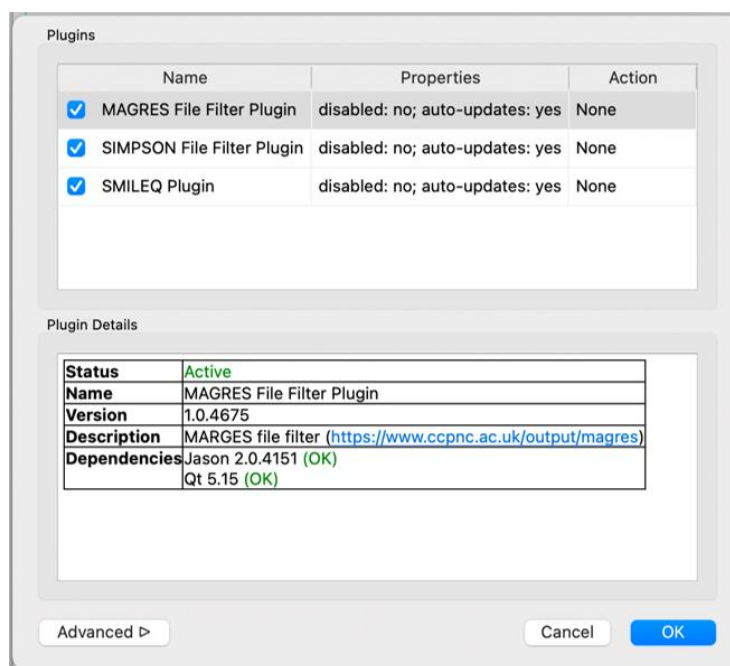 Plugins
Name Properties Action
MAGRES File Filter Plugin disabled: no; auto-updates: yes None
SIMPSON File Filter Plugin disabled: no; auto-updates: yes None
SMILEQ Plugin disabled: no; auto-updates: yes None
Plugin Details
Status Active
Name MAGRES File Filter Plugin
Version 1.0.4675
Description MARGES file filter (https://www.ccpnc.ac.uk/output/magres)
Dependencies Jason 2.0.4151 (OK)
Qt 5.15 (OK)
Advanced ▷ Cancel OK